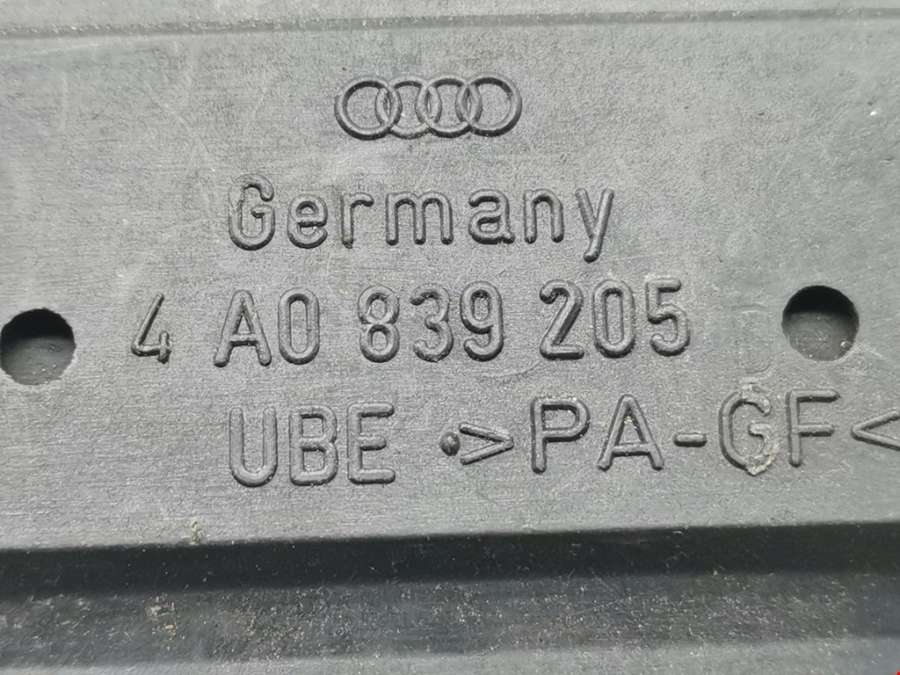 Germany
4 A0 839 205
UBE >PA-GF<